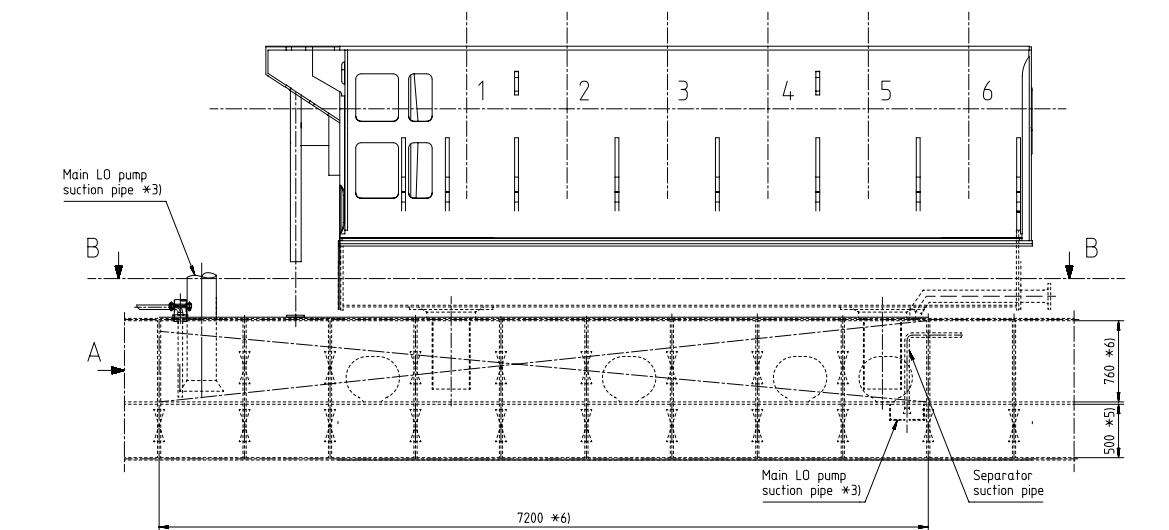 1
2
3
4
5
6
Main LO pump
suction pipe *3)
B
B
A
760 *6)
500 *5)
Main LO pump
suction pipe *3)
Separator
suction pipe
7200 *6)